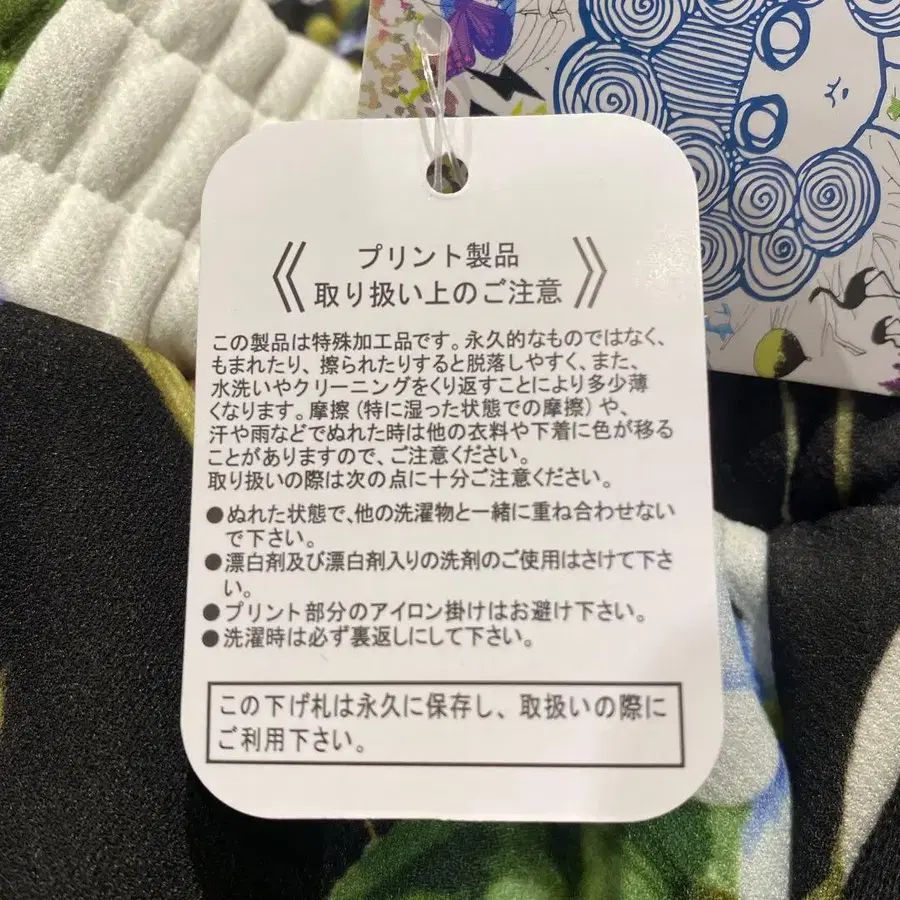 プリント製品
取り扱い上のご注意
この製品は特殊加工品です。永久的なものではなく、
もまれたり、擦られたりすると脱落しやすく、また、
水洗いやクリーニングをくり返すことにより多少薄
くなります。摩擦（特に湿った状態での摩擦）や、
汗や雨などでぬれた時は他の衣料や下着に色が移る
ことがありますので、ご注意ください。
取り扱いの際は次の点に十分ご注意ください。
●ぬれた状態で、他の洗濯物と一緒に重ね合わせない
で下さい。
●漂白剤及び漂白剤入りの洗剤のご使用はさけて下さ
い。
●プリント部分のアイロン掛けはお避け下さい。
●洗濯時は必ず裏返しにして下さい。
この下げ札は永久に保存し、取扱いの際に
ご利用下さい。